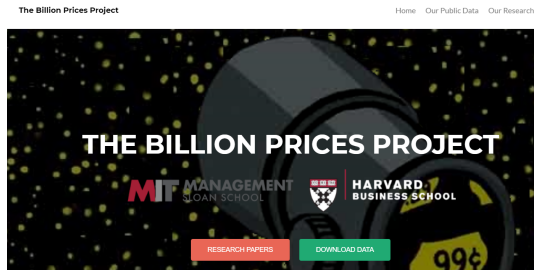 The Billion Prices Project
Home Our Public Data Our Research
THE BILLION PRICES PROJECT
MIT MANAGEMENT
SLOAN SCHOOL
HARVARD
BUSINESS SCHOOL
RESEARCH PAPERS
DOWNLOAD DATA
99¢